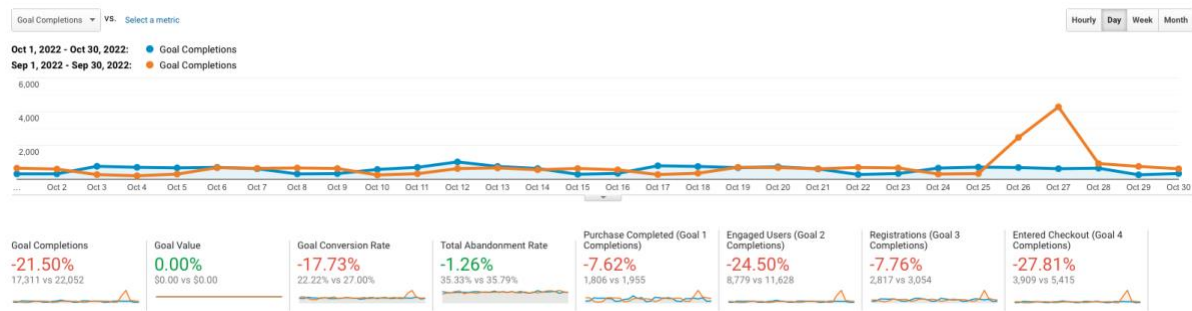 Goal Completions VS. Select a metric
Hourly Day Week Month
Oct 1, 2022 - Oct 30, 2022: Goal Completions
Sep 1, 2022 - Sep 30, 2022: Goal Completions
6,000
4,000
2,000
... Oct 2 Oct 3 Oct 4 Oct 5 Oct 6 Oct 7 Oct 8 Oct 9 Oct 10 Oct 11 Oct 12 Oct 13 Oct 14 Oct 15 Oct 16 Oct 17 Oct 18 Oct 19 Oct 20 Oct 21 Oct 22 Oct 23 Oct 24 Oct 25 Oct 26 Oct 27 Oct 28 Oct 29 Oct 30
Goal Completions
-21.50%
17,311 vs 22,052
Goal Value
0.00%
$0.00 vs $0.00
Goal Conversion Rate
-17.73%
22.22% vs 27.00%
Total Abandonment Rate
-1.26%
35.33% vs 35.79%
Purchase Completed (Goal 1
Completions)
-7.62%
1,806 vs 1,955
Engaged Users (Goal 2
Completions)
-24.50%
8,779 vs 11,628
Registrations (Goal 3
Completions)
-7.76%
2,817 vs 3,054
Entered Checkout (Goal 4
Completions)
-27.81%
3,909 vs 5,415